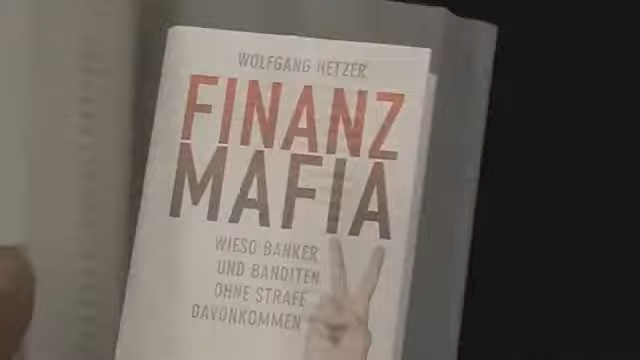 WOLFGANG HETZER
FINANZ
MAFIA
WIESO BANKER
UND BANDITEN
OHNE STRAFE
DAVONKOMMEN